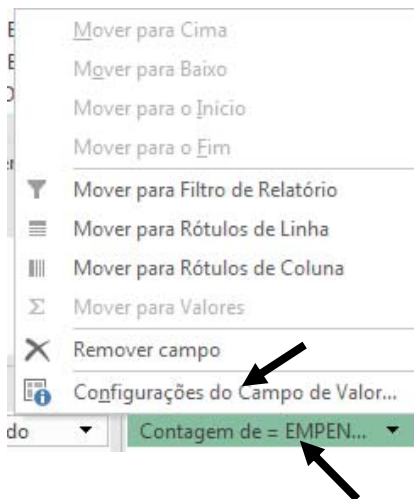 Mover para Cima
Mover para Baixo
Mover para o Início
Mover para o Fim
Mover para Filtro de Relatório
Mover para Rótulos de Linha
Mover para Rótulos de Coluna
Σ Mover para Valores
Remover campo
Configurações do Campo de Valor...
do Contagem de = EMPEN...